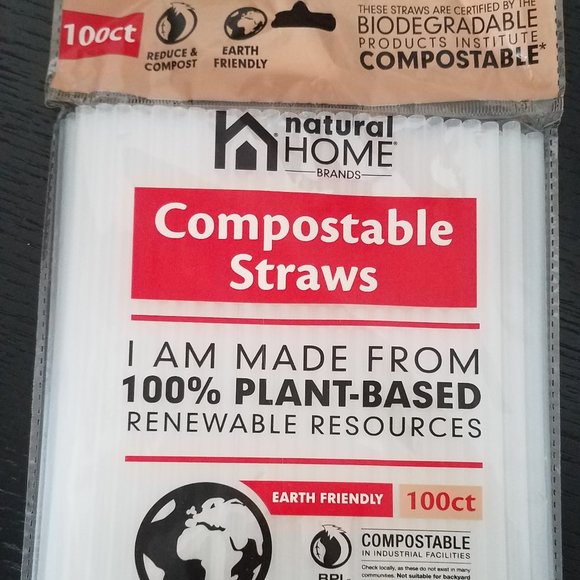 100ct
REDUCE &
COMPOST
EARTH
FRIENDLY
THESE STRAWS ARE CERTIFIED BY THE
BIODEGRADABLE
PRODUCTS INSTITUTE
COMPOSTABLE*
natural
HOME®
BRANDS
Compostable
Straws
I AM MADE FROM
100% PLANT-BASED
RENEWABLE RESOURCES
EARTH FRIENDLY
100ct
BPI
COMPOSTABLE
IN INDUSTRIAL FACILITIES
Check locally, as these do not exist in many
communities. Not suitable for backyard